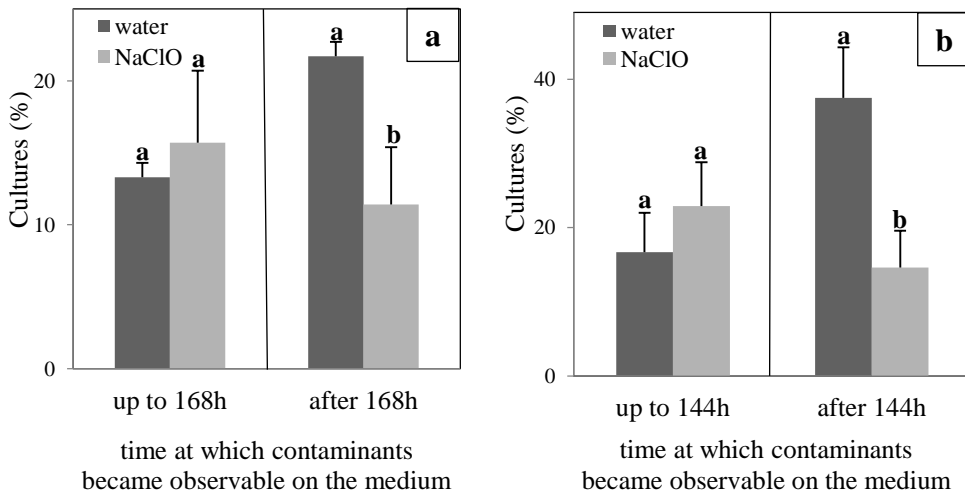 water
NaClO
a
Cultures (%)
20
10
0
a
a
a
b
up to 168h
after 168h
time at which contaminants
became observable on the medium
water
NaClO
b
Cultures (%)
40
20
0
a
a
a
b
up to 144h
after 144h
time at which contaminants
became observable on the medium